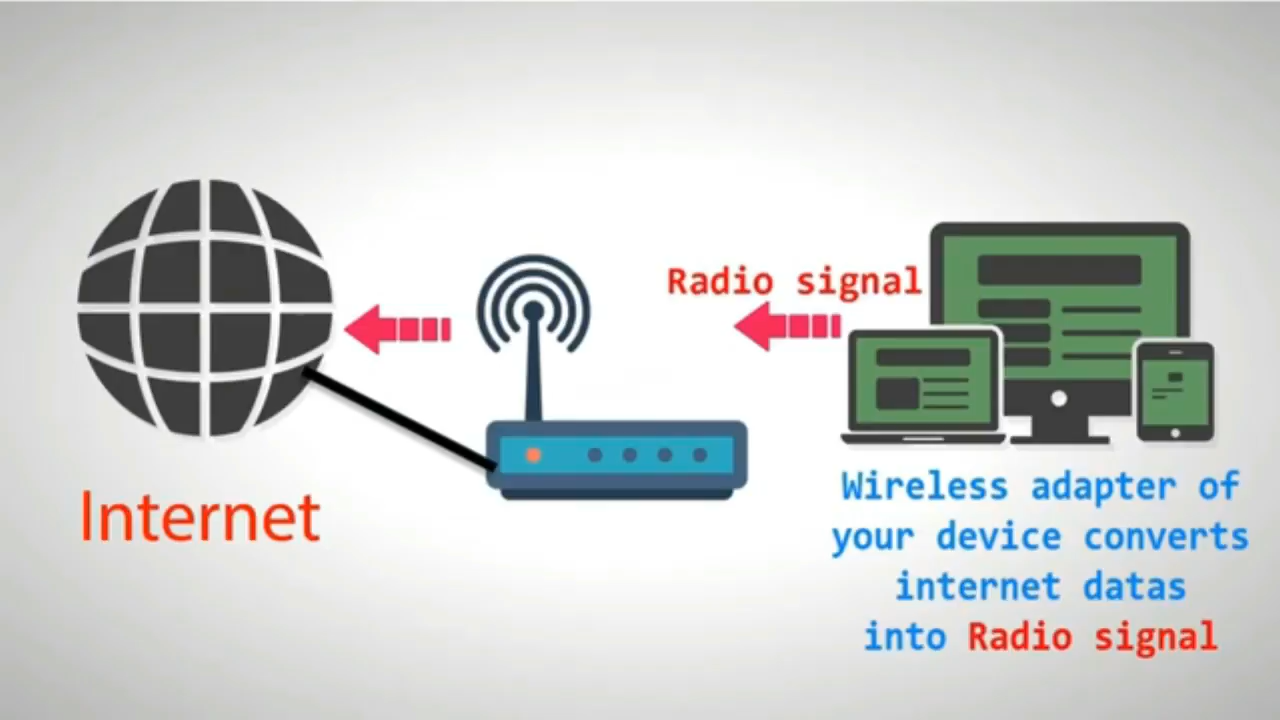 Radio signal
Internet
Wireless adapter of
your device converts
internet datas
into Radio signal